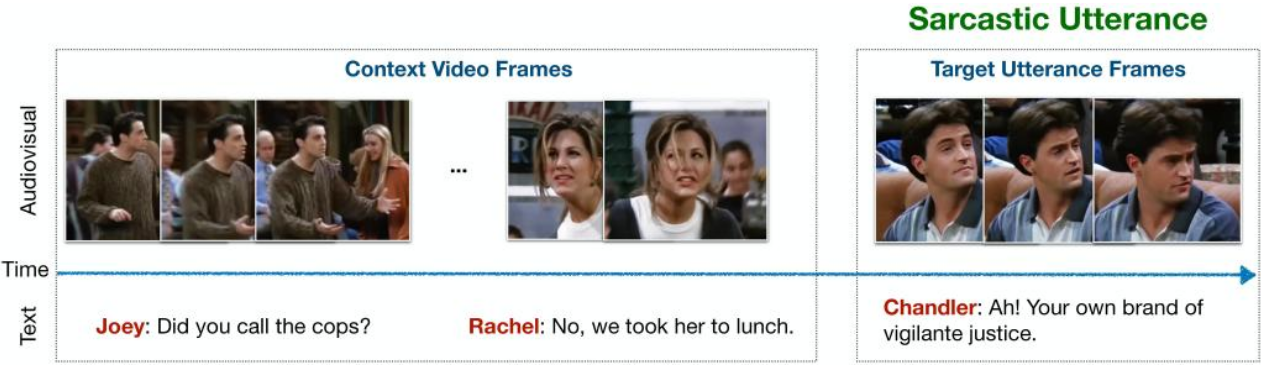 Sarcastic Utterance
Context Video Frames
Target Utterance Frames
Audiovisual
...
Time
Text
Joey: Did you call the cops?
Rachel: No, we took her to lunch.
Chandler: Ah! Your own brand of
vigilante justice.